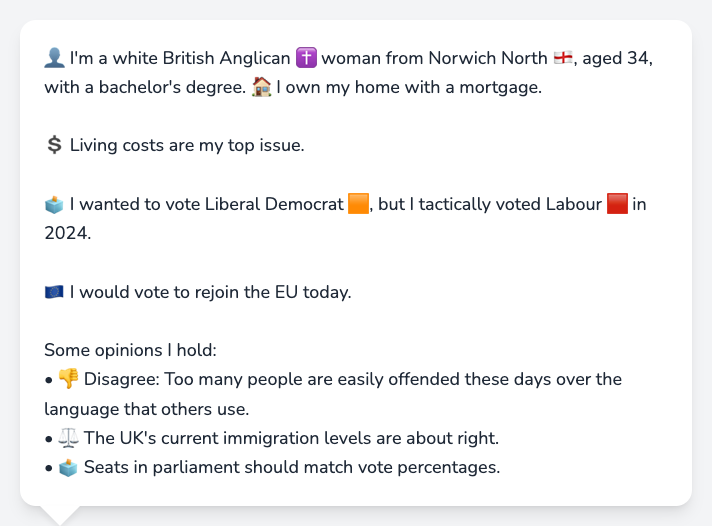 👤 I'm a white British Anglican ✝️ woman from Norwich North 🏴󠁧󠁢󠁥󠁮󠁧󠁿, aged 34,
with a bachelor's degree. 🏠 I own my home with a mortgage.
💲 Living costs are my top issue.
🗳️ I wanted to vote Liberal Democrat 🟧, but I tactically voted Labour 🟥 in
2024.
🇪🇺 I would vote to rejoin the EU today.
Some opinions I hold:
• 👎 Disagree: Too many people are easily offended these days over the
language that others use.
• ⚖️ The UK's current immigration levels are about right.
• 🗳️ Seats in parliament should match vote percentages.